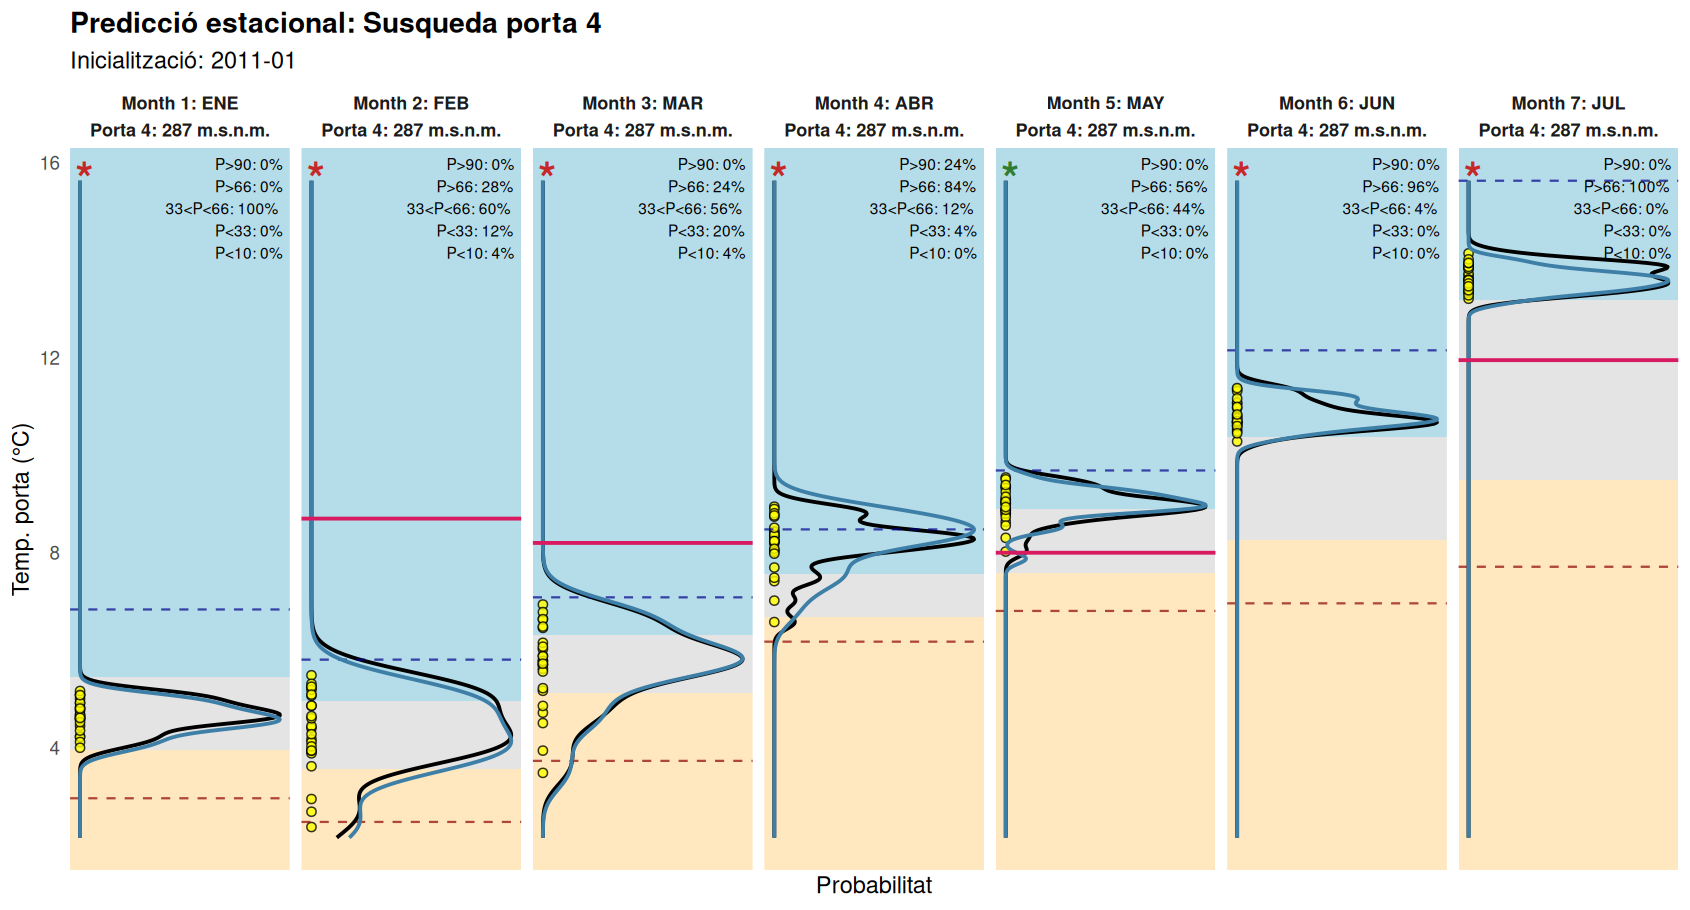 Predicció estacional: Susqueda porta 4
Inicialització: 2011-01
Month 1: ENE
Porta 4: 287 m.s.n.m.
Month 2: FEB
Porta 4: 287 m.s.n.m.
Month 3: MAR
Porta 4: 287 m.s.n.m.
Month 4: ABR
Porta 4: 287 m.s.n.m.
Month 5: MAY
Porta 4: 287 m.s.n.m.
Month 6: JUN
Porta 4: 287 m.s.n.m.
Month 7: JUL
Porta 4: 287 m.s.n.m.
Temp. porta (°C)
16
12
8
4
*
P>90: 0%
P>66: 0%
33<P<66: 100%
P<33: 0%
P<10: 0%
*
P>90: 0%
P>66: 28%
33<P<66: 60%
P<33: 12%
P<10: 4%
*
P>90: 0%
P>66: 24%
33<P<66: 56%
P<33: 20%
P<10: 4%
*
P>90: 24%
P>66: 84%
33<P<66: 12%
P<33: 4%
P<10: 0%
*
P>90: 0%
P>66: 56%
33<P<66: 44%
P<33: 0%
P<10: 0%
*
P>90: 0%
P>66: 96%
33<P<66: 4%
P<33: 0%
P<10: 0%
*
P>90: 0%
P>66: 100%
33<P<66: 0%
P<33: 0%
P<10: 0%
Probabilitat